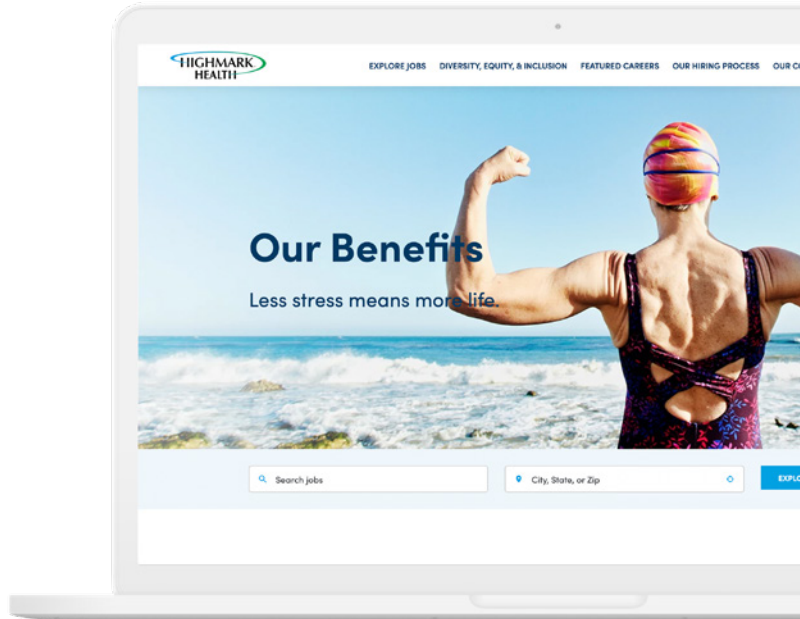 HIGHMARK
HEALTH
EXPLORE JOBS DIVERSITY, EQUITY, & INCLUSION FEATURED CAREERS OUR HIRING PROCESS OUR
Our Benefits
Less stress means more life.
Search jobs
City, State, or Zip